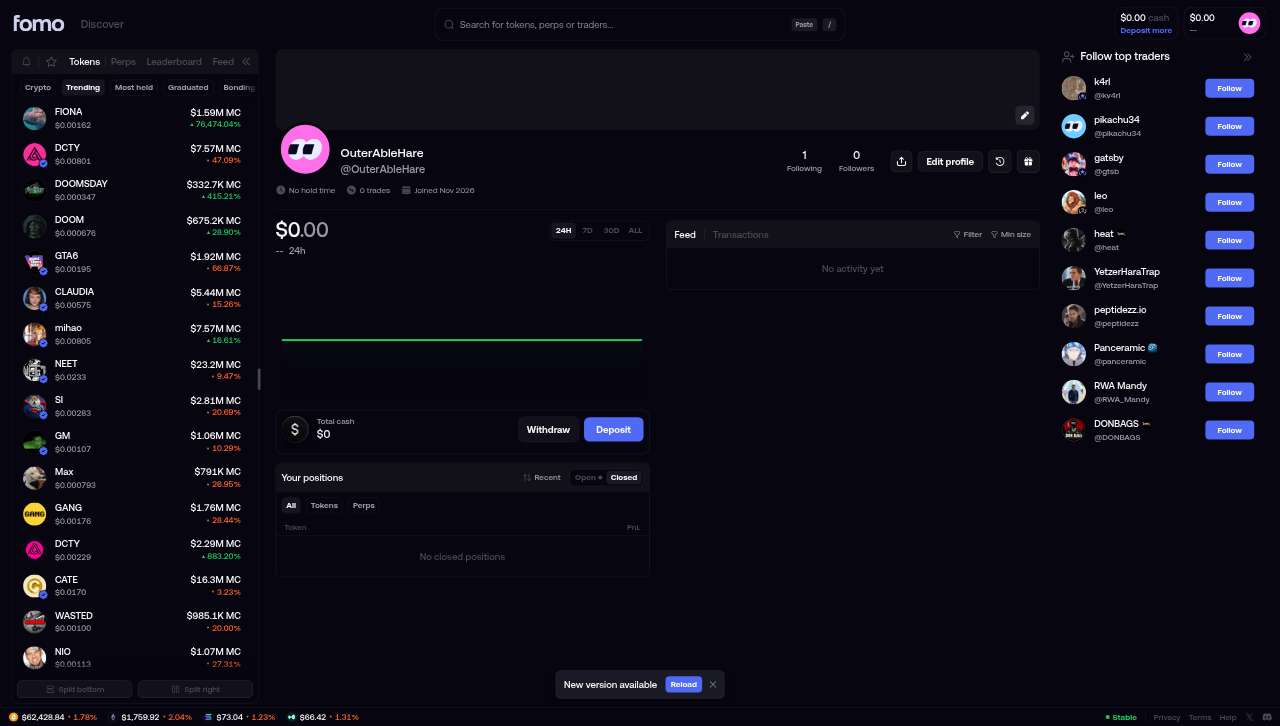 fomo
Discover
Search for tokens, perps or traders...
Paste
/
$0.00 cash
Deposit more
$0.00
—
Tokens Perps Leaderboard Feed
Crypto Trending Most held Graduated Bonding
FIONA $1.59M MC
$0.00162 76,474.04%
DCTY $7.57M MC
$0.00801 47.09%
DOOMSDAY $332.7K MC
$0.000347 415.21%
DOOM $675.2K MC
$0.000676 28.90%
GTA6 $1.92M MC
$0.00195 66.87%
CLAUDIA $5.44M MC
$0.00575 15.26%
mihao $7.57M MC
$0.00805 16.61%
NEET $23.2M MC
$0.0233 9.47%
SI $2.81M MC
$0.00283 20.69%
GM $1.06M MC
$0.00107 10.29%
Max $791K MC
$0.000793 26.95%
GANG $1.76M MC
$0.00176 28.44%
DCTY $2.29M MC
$0.00229 883.20%
CATE $16.3M MC
$0.0170 3.23%
WASTED $985.1K MC
$0.00100 20.00%
NIO $1.07M MC
$0.00113 27.31%
Split bottom Split right
OuterAbleHare
@OuterAbleHare
1
Following
0
Followers
Edit profile
No hold time 0 trades Joined Nov 2026
$0.00
-- 24h
24H 7D 30D ALL
$
Total cash
$0
Withdraw Deposit
Your positions Recent Open Closed
All Tokens Perps
Token PnL
No closed positions
Feed Transactions Filter Min size
No activity yet
Follow top traders
k4rl
@kv4rl
Follow
pikachu34
@pikachu34
Follow
gatsby
@gtsb
Follow
leo
@leo
Follow
heat
@heat
Follow
YetzerHaraTrap
@YetzerHaraTrap
Follow
peptidezz.io
@peptidezz
Follow
Panceramic
@panceramic
Follow
RWA Mandy
@RWA_Mandy
Follow
DONBAGS
@DONBAGS
Follow
New version available Reload
$62,428.84 1.78% $1,759.92 2.04% $73.04 1.23% $66.42 1.31%
Stable Privacy Terms Help